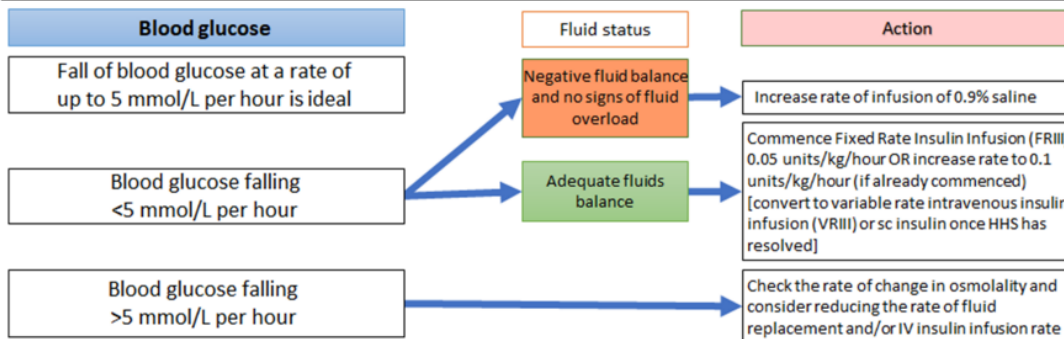 Blood glucose
Fluid status
Action
Fall of blood glucose at a rate of
up to 5 mmol/L per hour is ideal
Negative fluid balance
and no signs of fluid
overload
Increase rate of infusion of 0.9% saline
Blood glucose falling
<5 mmol/L per hour
Adequate fluids
balance
Commence Fixed Rate Insulin Infusion (FRIII
0.05 units/kg/hour OR increase rate to 0.1
units/kg/hour (if already commenced)
[convert to variable rate intravenous insulin
infusion (VRIII) or sc insulin once HHS has
resolved]
Blood glucose falling
>5 mmol/L per hour
Check the rate of change in osmolality and
consider reducing the rate of fluid
replacement and/or IV insulin infusion rate